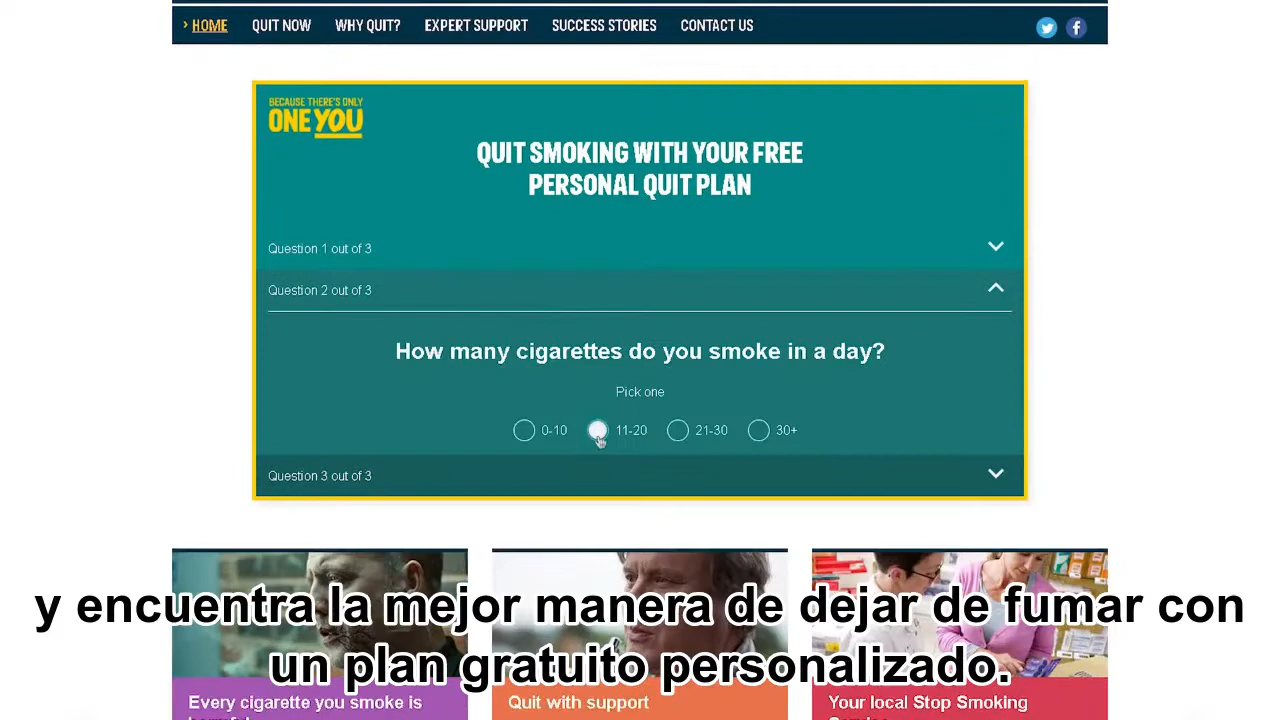 HOME QUIT NOW WHY QUIT? EXPERT SUPPORT SUCCESS STORIES CONTACT US
BECAUSE THERE'S ONLY
ONE YOU
QUIT SMOKING WITH YOUR FREE
PERSONAL QUIT PLAN
Question 1 out of 3
Question 2 out of 3
How many cigarettes do you smoke in a day?
Pick one
0-10 11-20 21-30 30+
Question 3 out of 3
y encuentra la mejor manera de dejar de fumar con
un plan gratuito personalizado.
Every cigarette you smoke is
Quit with support
Your local Stop Smoking